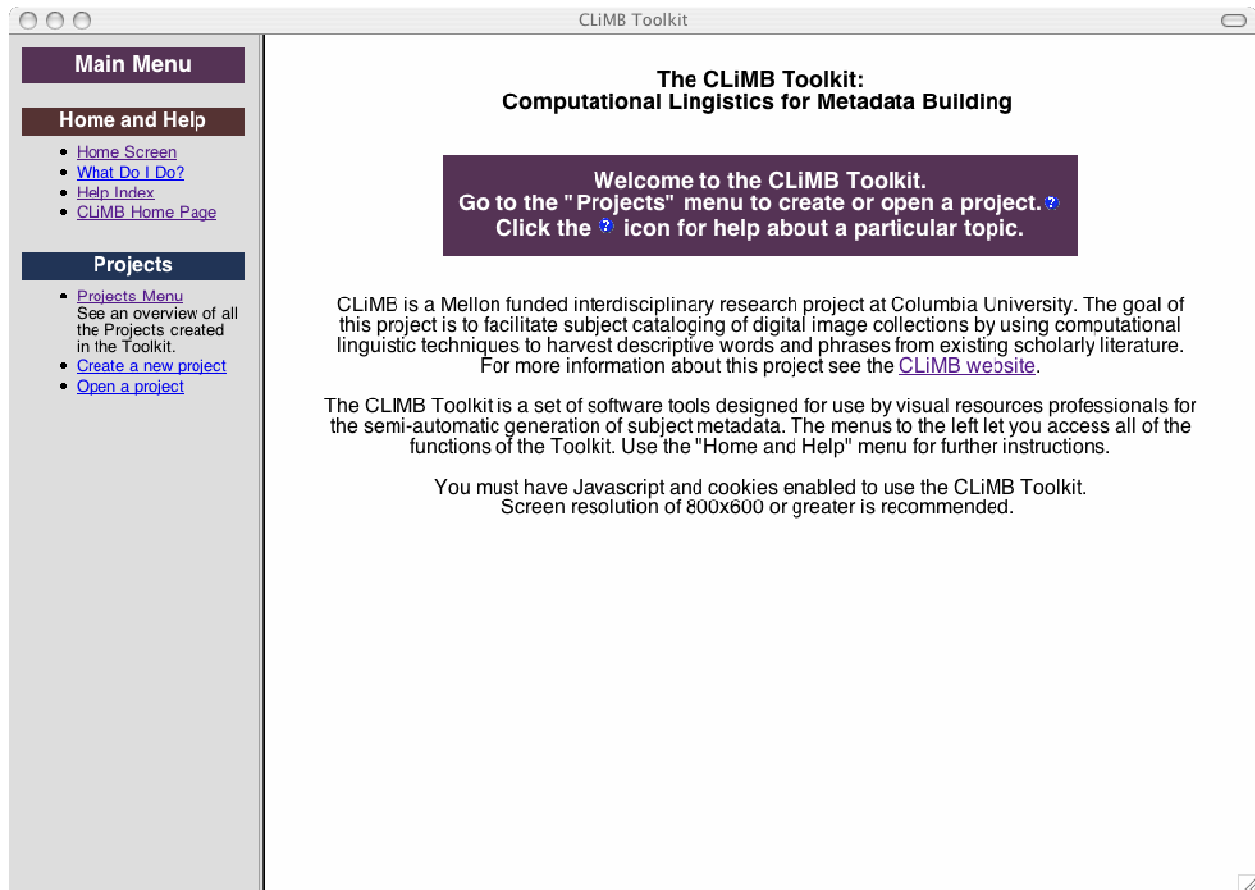 CLiMB Toolkit
Main Menu
Home and Help
Home Screen
What Do I Do?
Help Index
CLiMB Home Page
Projects
Projects Menu
See an overview of all
the Projects created
in the Toolkit.
Create a new project
Open a project
The CLiMB Toolkit:
Computational Lingistics for Metadata Building
Welcome to the CLiMB Toolkit.
Go to the "Projects" menu to create or open a project. ?
Click the ? icon for help about a particular topic.
CLiMB is a Mellon funded interdisciplinary research project at Columbia University. The goal of
this project is to facilitate subject cataloging of digital image collections by using computational
linguistic techniques to harvest descriptive words and phrases from existing scholarly literature.
For more information about this project see the CLiMB website.
The CLIMB Toolkit is a set of software tools designed for use by visual resources professionals for
the semi-automatic generation of subject metadata. The menus to the left let you access all of the
functions of the Toolkit. Use the "Home and Help" menu for further instructions.
You must have Javascript and cookies enabled to use the CLiMB Toolkit.
Screen resolution of 800x600 or greater is recommended.